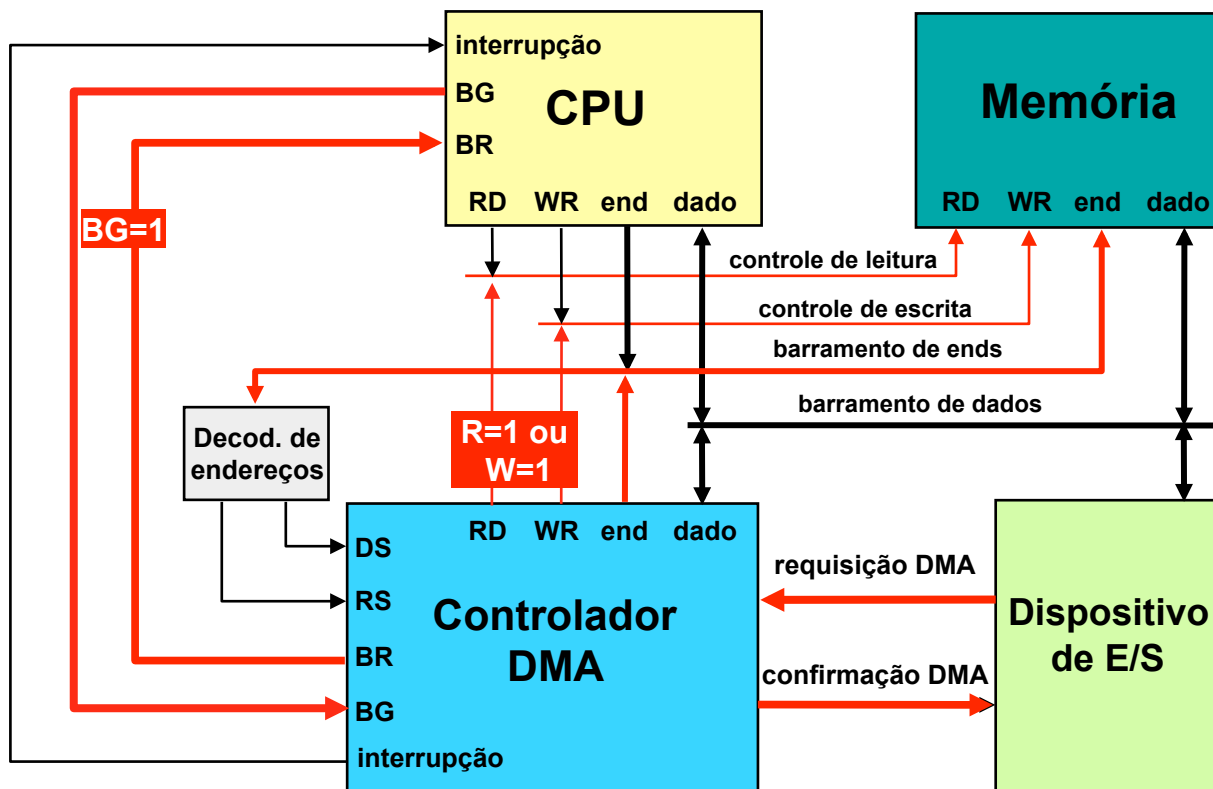 interrupção
BG
CPU
BR
RD WR end dado
Memória
RD WR end dado
BG=1
controle de leitura
controle de escrita
barramento de ends
barramento de dados
Decod. de
endereços
R=1 ou
W=1
RD WR end dado
DS
RS
BR
BG
interrupção
Controlador
DMA
requisição DMA
confirmação DMA
Dispositivo
de E/S